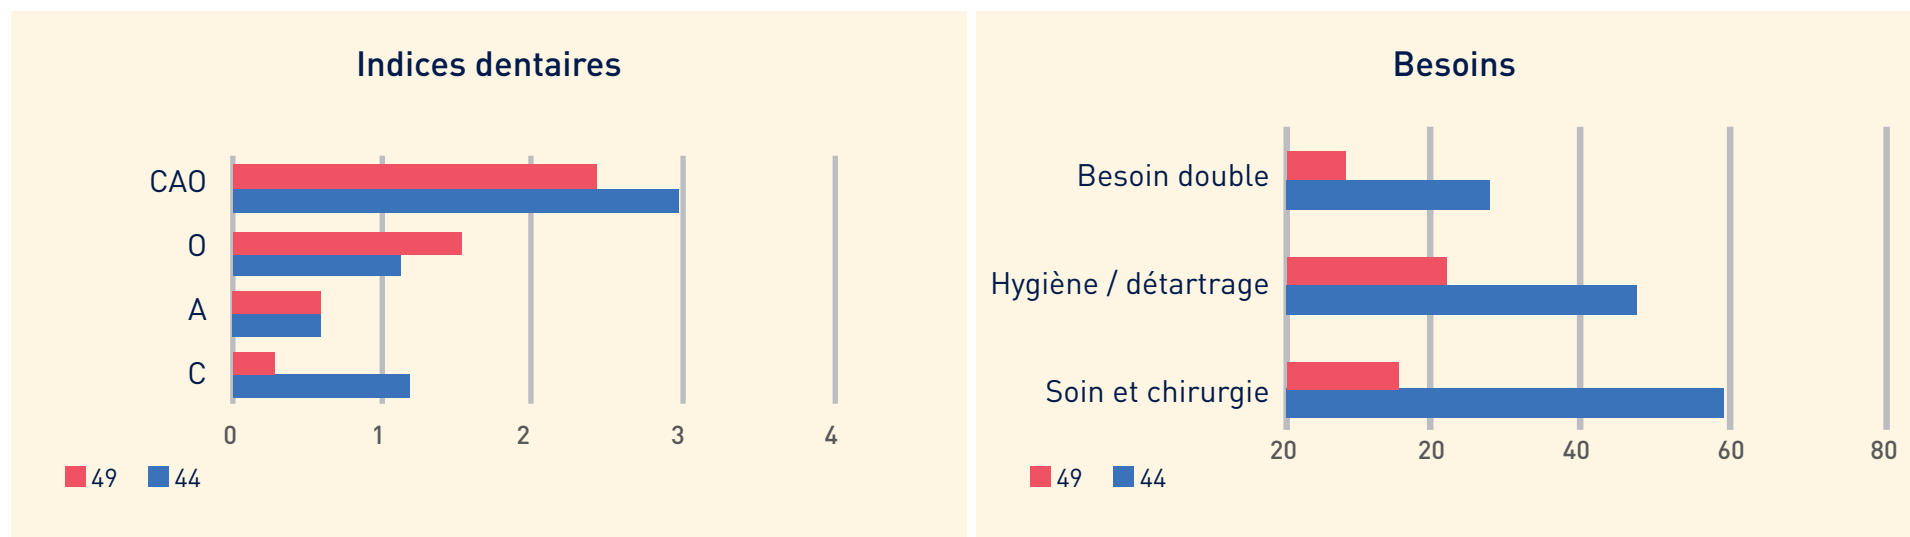 Indices dentaires
CAO
O
A
C
0 1 2 3 4
49 44
Besoins
Besoin double
Hygiène / détartrage
Soin et chirurgie
20 20 40 60 80
49 44